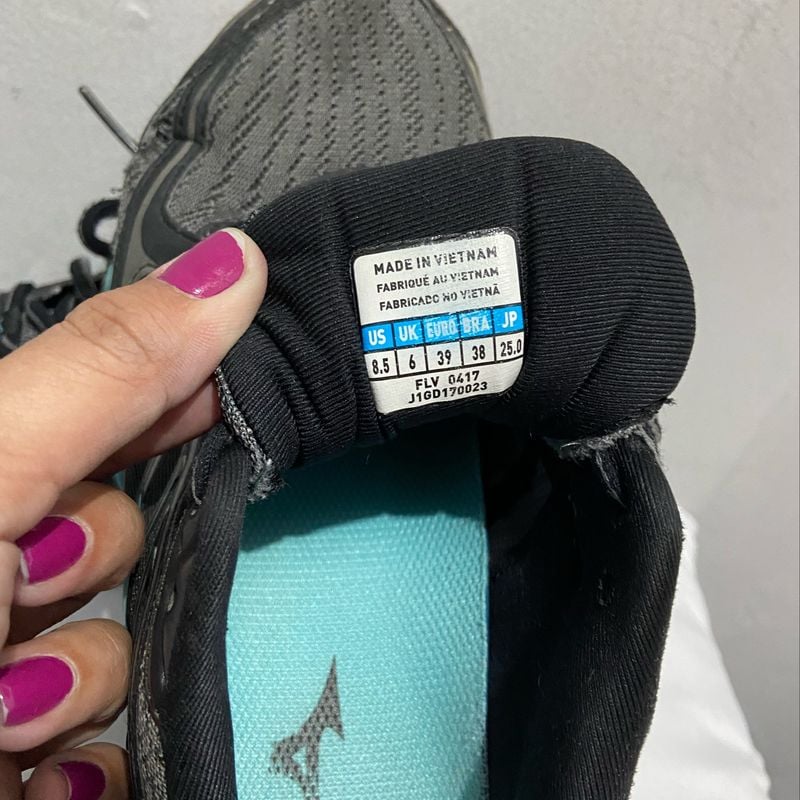 MADE IN VIETNAM
FABRIQUÉ AU VIETNAM
FABRICADO NO VIETNÃ
US UK EURO BRA JP
8.5 6 39 38 25.0
FLV 0417
J1GD170023